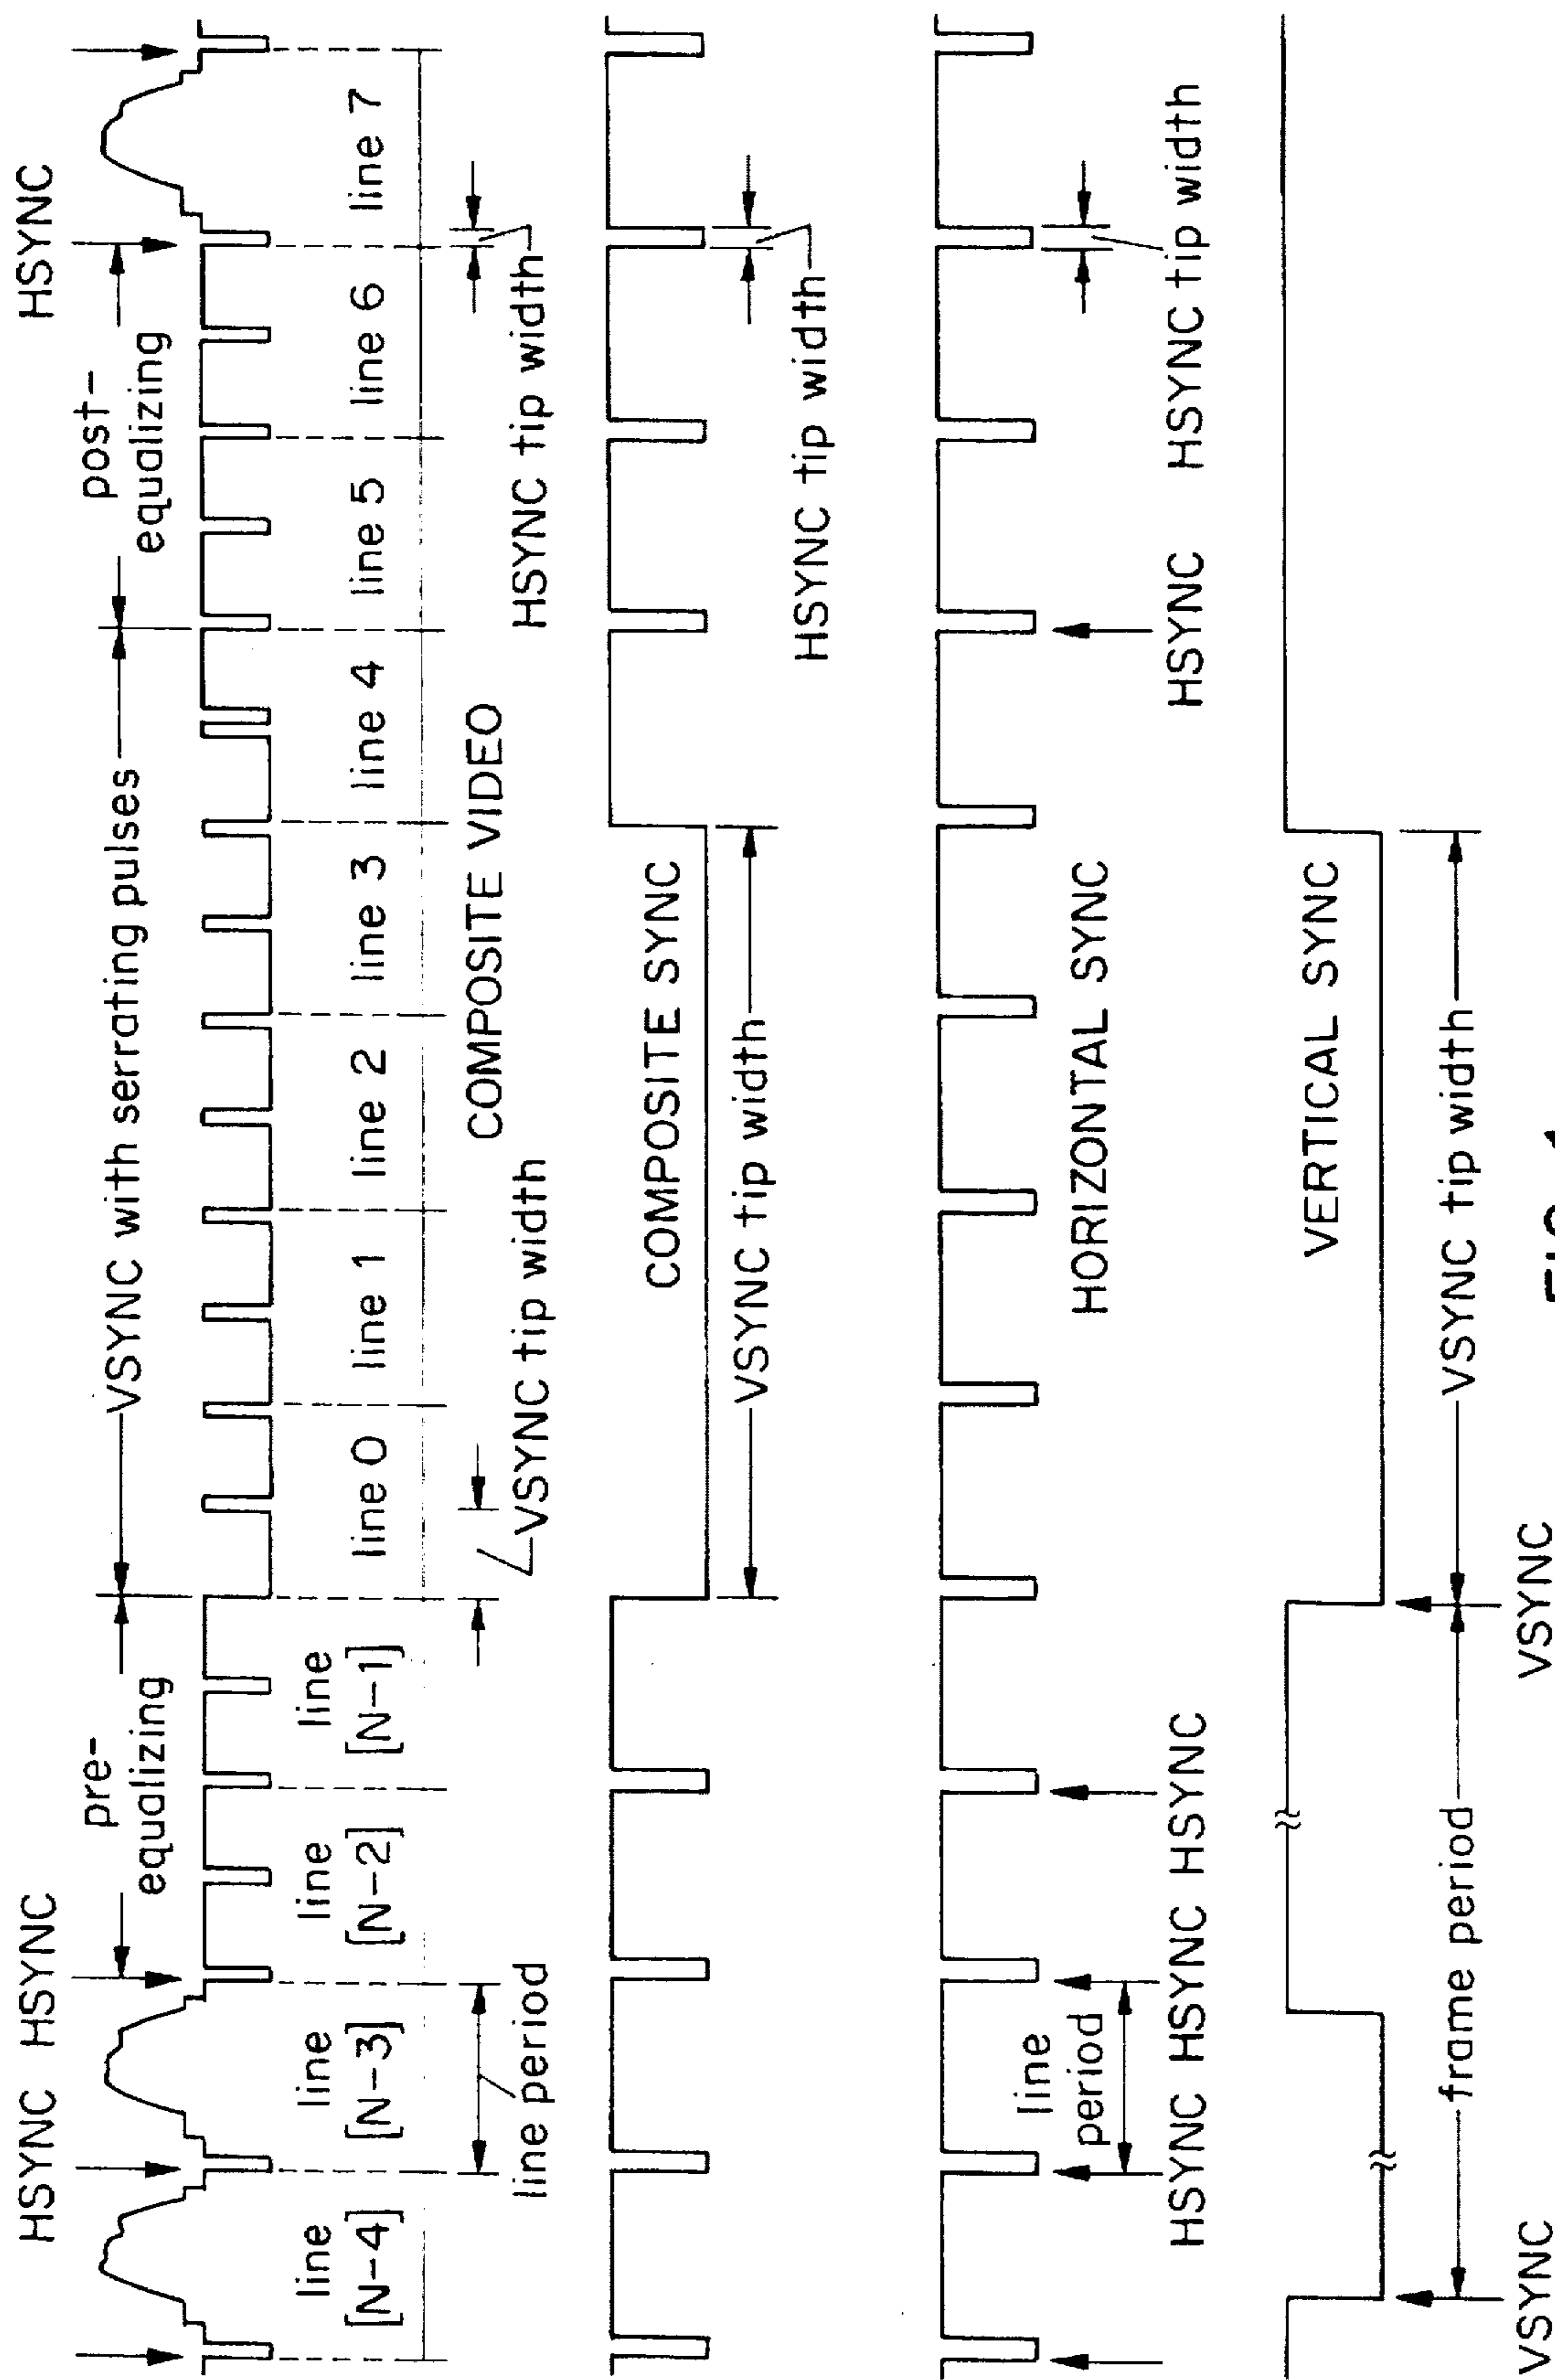 HSYNC HSYNC
HSYNC
pre-
equalizing
VSYNC with serrating pulses
post-
equalizing
line
[N-4]
line
[N-3]
line
[N-2]
line
[N-1]
line 0
line 1
line 2
line 3
line 4
line 5
line 6
line 7
COMPOSITE VIDEO
line period
VSYNC tip width
HSYNC tip width
COMPOSITE SYNC
VSYNC tip width
HSYNC tip width
line
period
HORIZONTAL SYNC
HSYNC HSYNC HSYNC
HSYNC
HSYNC tip width
VERTICAL SYNC
frame period
VSYNC tip width
VSYNC
VSYNC